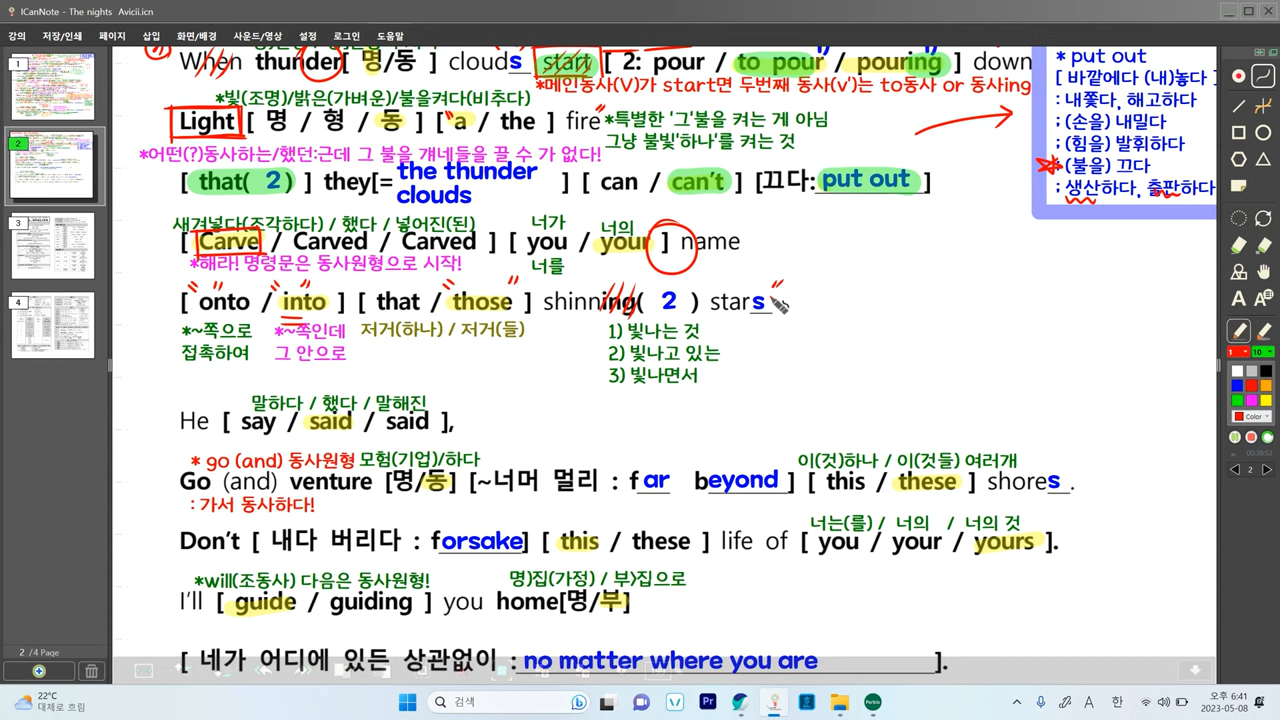 ICanNote - The nights Avicii.icn
강의 저장/인쇄 페이지 삽입 화면/배경 사운드/영상 설정 로그인 도움말
When thunder[ 명/동 ] clouds start [ 2: pour / to pour / pouring ] down
*메인동사(V)가 start면 두번째 동사(v')는 to동사 or 동사ing
*빛(조명)/밝은(가벼운)/불을켜다(비추다)
Light [ 명 / 형 / 동 ] [ a / the ] fire
*특별한 '그'불을 켜는 게 아님
그냥 불빛'하나'를 켜는 것
*어떤(?)동사하는/했던:근데 그 불을 걔네들을 끌 수 가 없다!
[ that( 2 ) ] they[= the thunder clouds ] [ can / can't ] [끄다: put out ]
* put out
[ 바깥에다 (내)놓다 ]
: 내쫓다, 해고하다
; (손을) 내밀다
; (힘을) 발휘하다
; (불을) 끄다
; 생산하다, 출판하다
새겨넣다(조각하다) / 했다 / 넣어진(된) 너가 너의
[ Carve / Carved / Carved ] [ you / your ] name
*해라! 명령문은 동사원형으로 시작! 너를
[ onto / into ] [ that / those ] shinning( 2 ) stars
*~쪽으로 접촉하여
*~쪽인데 그 안으로
저거(하나) / 저거(들)
1) 빛나는 것
2) 빛나고 있는
3) 빛나면서
말하다 / 했다 / 말해진
He [ say / said / said ],
* go (and) 동사원형 모험(기업)/하다 이(것)하나 / 이(것들) 여러개
Go (and) venture [명/동] [~너머 멀리 : far beyond ] [ this / these ] shores.
: 가서 동사하다!
너는(를) / 너의 / 너의 것
Don't [ 내다 버리다 : forsake] [ this / these ] life of [ you / your / yours ].
*will(조동사) 다음은 동사원형! 명)집(가정) / 부)집으로
I'll [ guide / guiding ] you home[명/부]
[ 네가 어디에 있든 상관없이 : no matter where you are ].
1
2
3
4
2 /4 Page
1 10
Color
2
22°C
대체로 흐림
검색
한
오후 6:41
2023-05-08